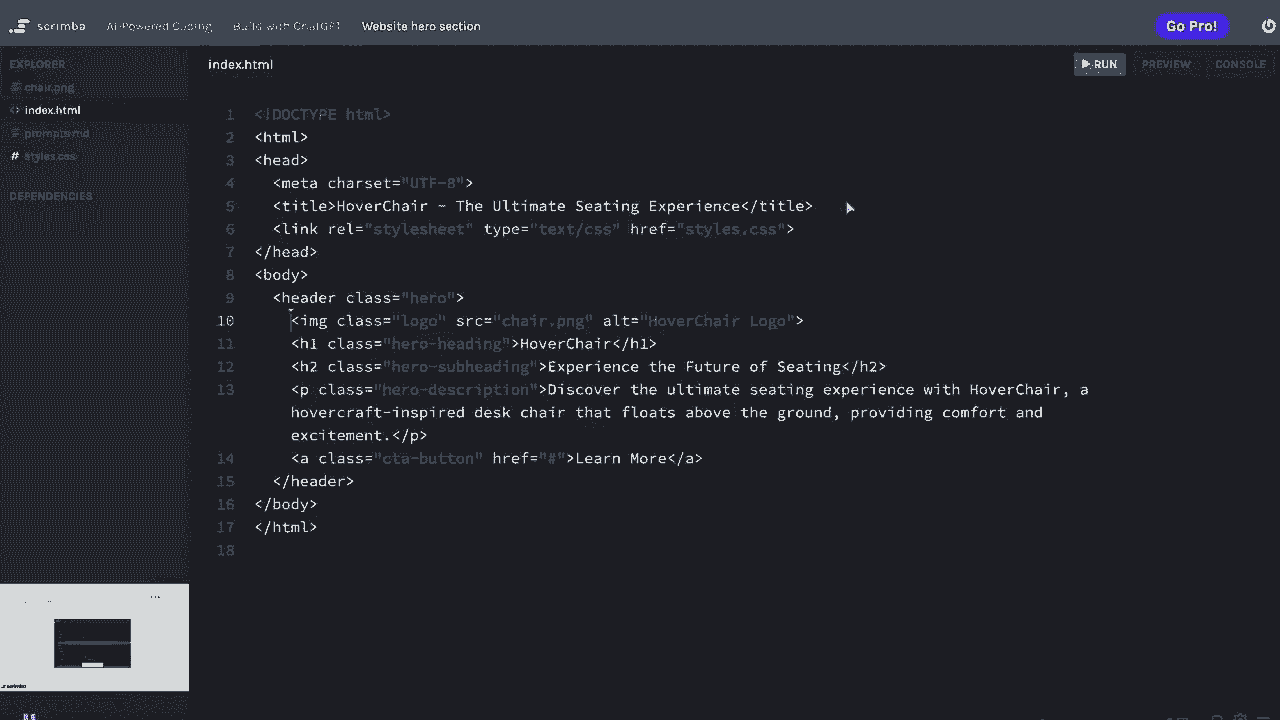 scrimba AI-Powered Coding Build with ChatGPT Website hero section Go Pro!
EXPLORER
chair.png
index.html
prompts.md
styles.css
DEPENDENCIES
index.html
RUN PREVIEW CONSOLE
1 <!DOCTYPE html>
2 <html>
3 <head>
4 <meta charset="UTF-8">
5 <title>HoverChair - The Ultimate Seating Experience</title>
6 <link rel="stylesheet" type="text/css" href="styles.css">
7 </head>
8 <body>
9 <header class="hero">
10 <img class="logo" src="chair.png" alt="HoverChair Logo">
11 <h1 class="hero-heading">HoverChair</h1>
12 <h2 class="hero-subheading">Experience the Future of Seating</h2>
13 <p class="hero-description">Discover the ultimate seating experience with HoverChair, a
hovercraft-inspired desk chair that floats above the ground, providing comfort and
excitement.</p>
14 <a class="cta-button" href="#">Learn More</a>
15 </header>
16 </body>
17 </html>
18